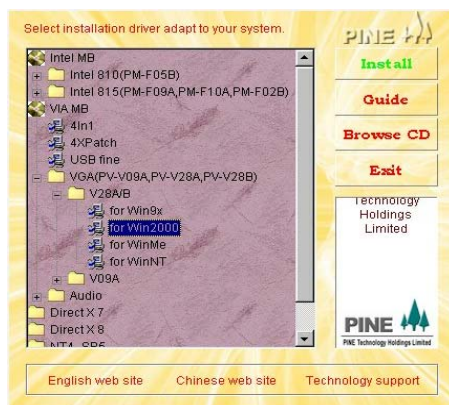 Select installation driver adapt to your system.
PINE
Intel MB
Intel 810(PM-F05B)
Intel 815(PM-F09A,PM-F10A,PM-F02B)
VIA MB
4In1
4XPatch
USB fine
VGA(PV-V09A,PV-V28A,PV-V28B)
V28A/B
for Win9x
for Win2000
for WinMe
for WinNT
V09A
Audio
Direct X 7
Direct X 8
NT4 SP5
Install
Guide
Browse CD
Exit
Technology
Holdings
Limited
PINE
PINE Technology Holdings Limited
English web site
Chinese web site
Technology support